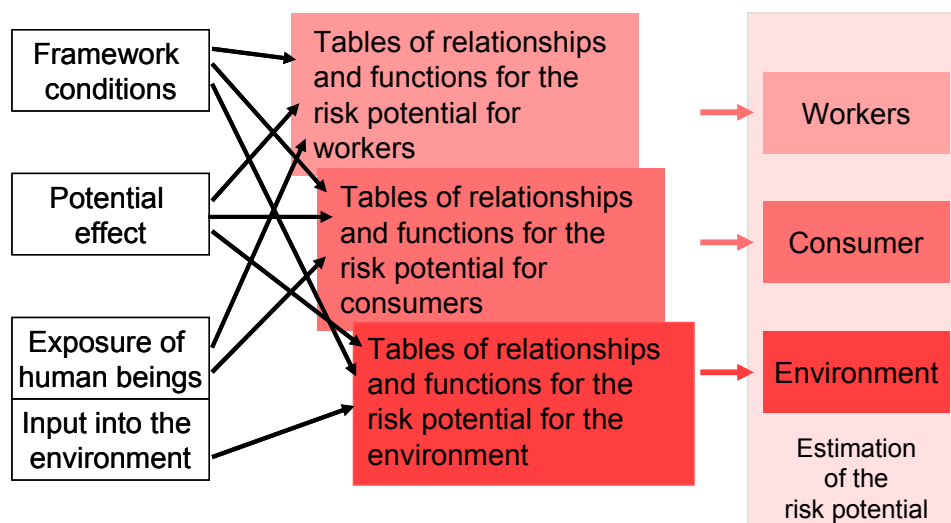 Framework
conditions
Potential
effect
Exposure of
human beings
Input into the
environment
Tables of relationships
and functions for the
risk potential for
workers
Tables of relationships
and functions for the
risk potential for
consumers
Tables of relationships
and functions for the
risk potential for the
environment
Workers
Consumer
Environment
Estimation
of the
risk potential